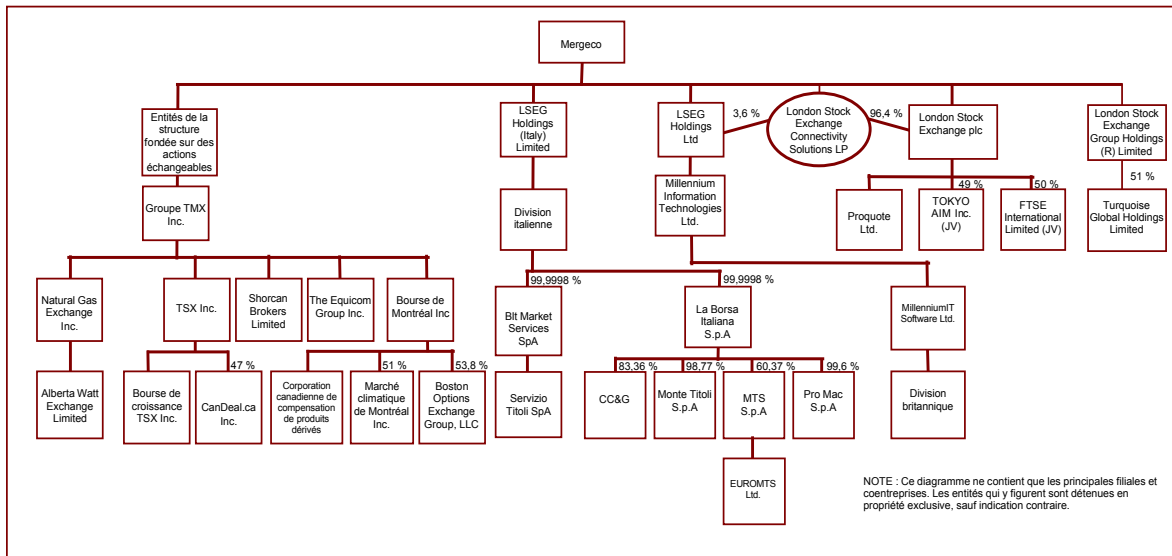 Mergeco
Entités de la
structure
fondée sur des
actions
échangeables
LSEG
Holdings
(Italy)
Limited
LSEG
Holdings
Ltd
3,6 %
London Stock
Exchange
Connectivity
Solutions LP
96,4 %
London Stock
Exchange plc
London Stock
Exchange
Group Holdings
(R) Limited
Groupe TMX
Inc.
Division
italienne
Millennium
Information
Technologies
Ltd.
Proquote
Ltd.
49 %
TOKYO
AIM Inc.
(JV)
50 %
FTSE
International
Limited (JV)
51 %
Turquoise
Global Holdings
Limited
Natural Gas
Exchange
Inc.
TSX Inc.
Shorcan
Brokers
Limited
The Equicom
Group Inc.
Bourse de
Montréal Inc
99,9998 %
BIt Market
Services
SpA
99,9998 %
La Borsa
Italiana
S.p.A
MillenniumIT
Software Ltd.
Alberta Watt
Exchange
Limited
Bourse de
croissance
TSX Inc.
47 %
CanDeal.ca
Inc.
Corporation
canadienne de
compensation
de produits
dérivés
51 %
Marché
climatique
de Montréal
Inc.
53,8 %
Boston
Options
Exchange
Group, LLC
Servizio
Titoli SpA
83,36 %
CC&G
98,77 %
Monte Titoli
S.p.A
60,37 %
MTS
S.p.A
99,6 %
Pro Mac
S.p.A
Division
britannique
EUROMTS
Ltd.
NOTE : Ce diagramme ne contient que les principales filiales et
coentreprises. Les entités qui y figurent sont détenues en
propriété exclusive, sauf indication contraire.